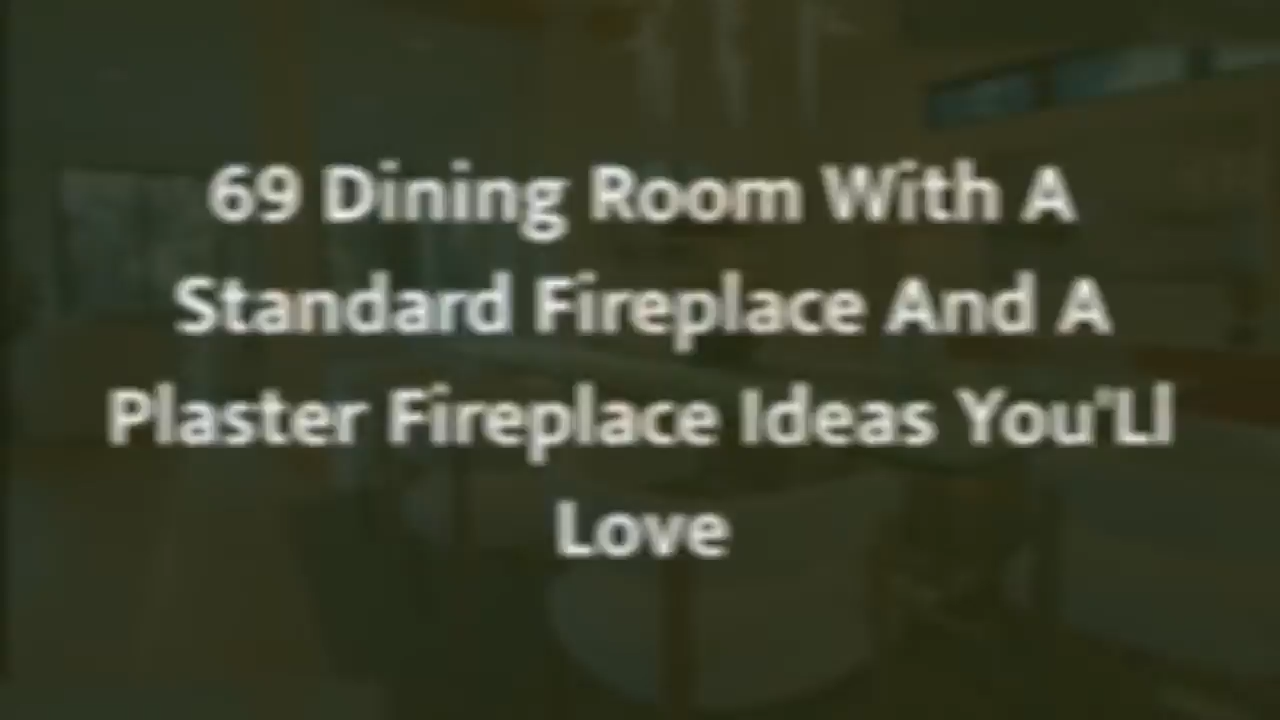 69 Dining Room With A
Standard Fireplace And A
Plaster Fireplace Ideas You'Ll
Love